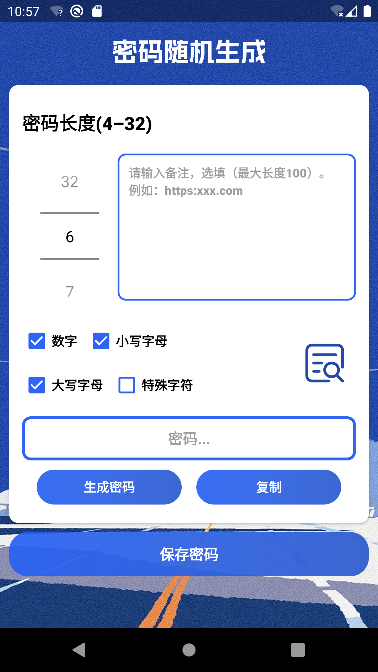 10:57
密码随机生成
密码长度(4–32)
32
6
7
请输入备注，选填（最大长度100）。
例如：https:xxx.com
数字
小写字母
大写字母
特殊字符
密码...
生成密码
复制
保存密码